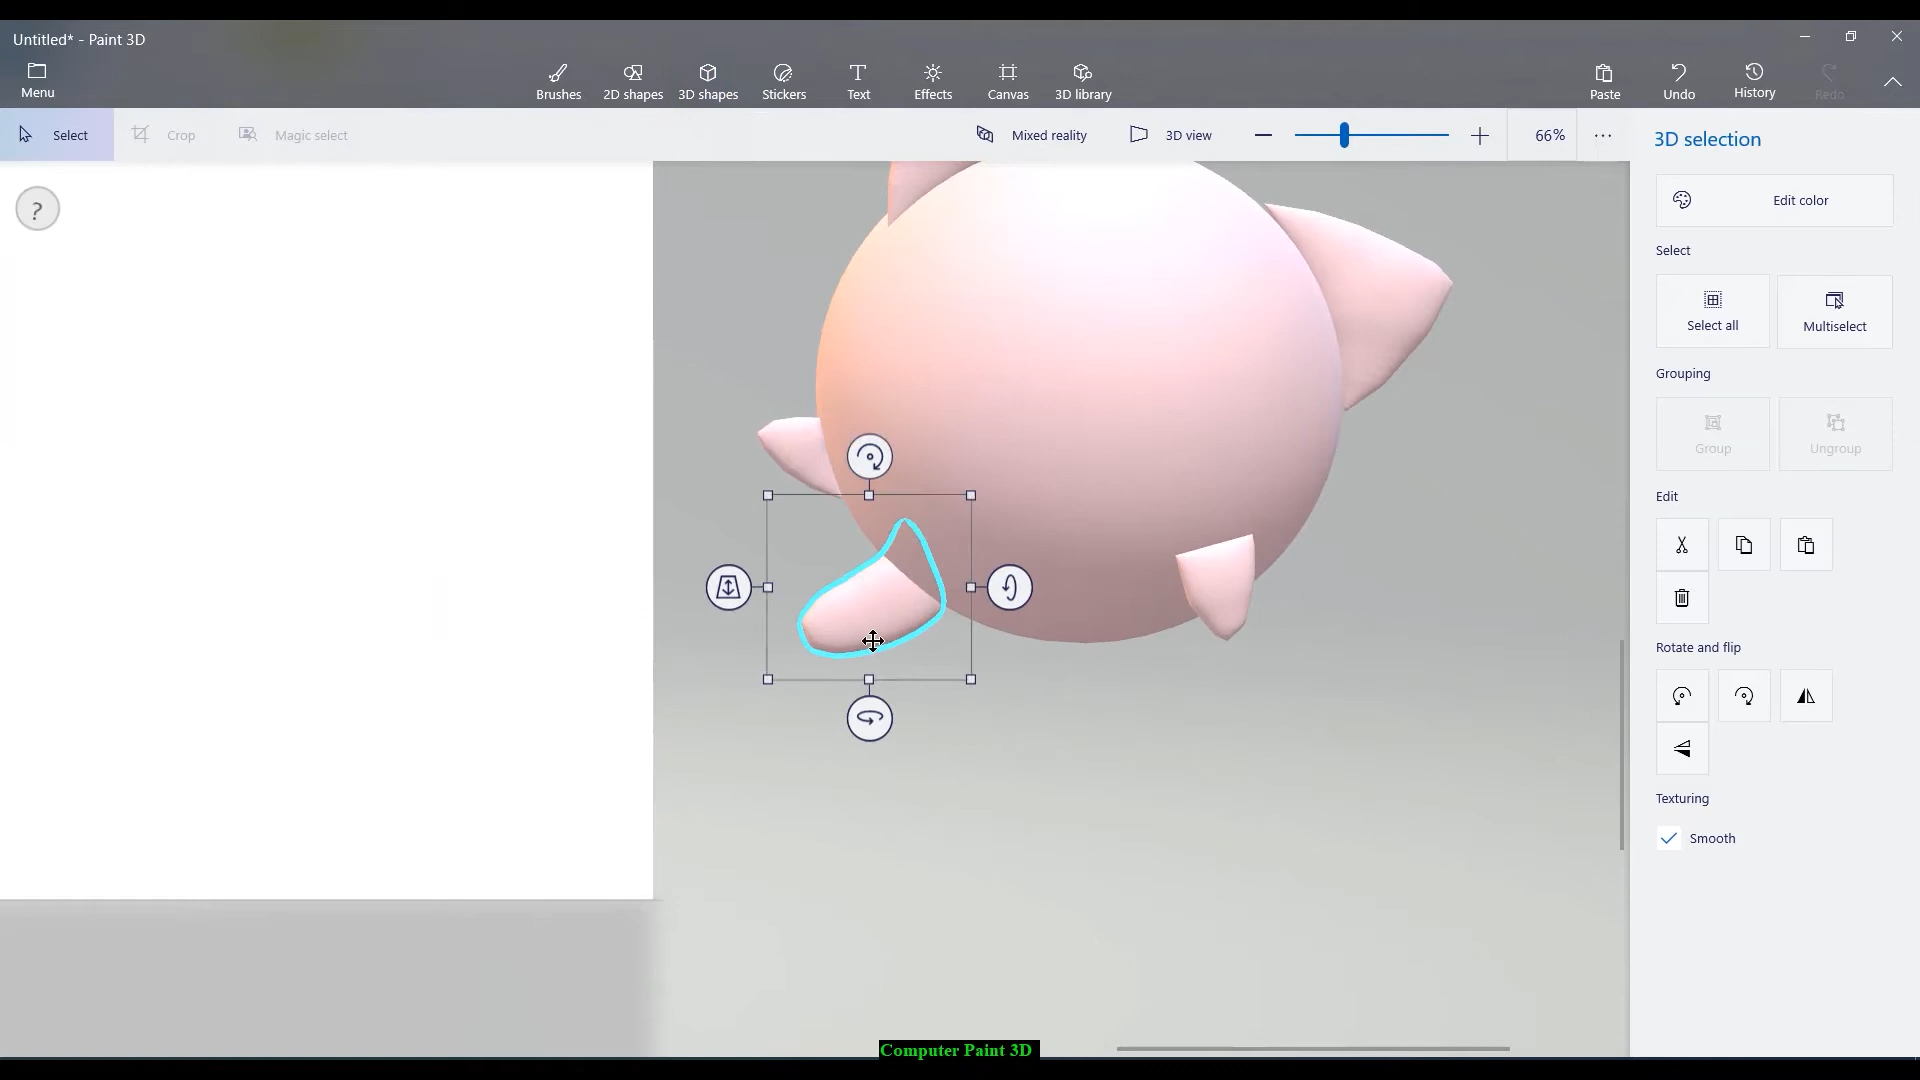 Untitled* - Paint 3D
Menu
Brushes
2D shapes
3D shapes
Stickers
Text
Effects
Canvas
3D library
Paste
Undo
History
Redo
Select
Crop
Magic select
Mixed reality
3D view
66%
3D selection
?
Edit color
Select
Select all
Multiselect
Grouping
Group
Ungroup
Edit
Rotate and flip
Texturing
Smooth
Computer Paint 3D